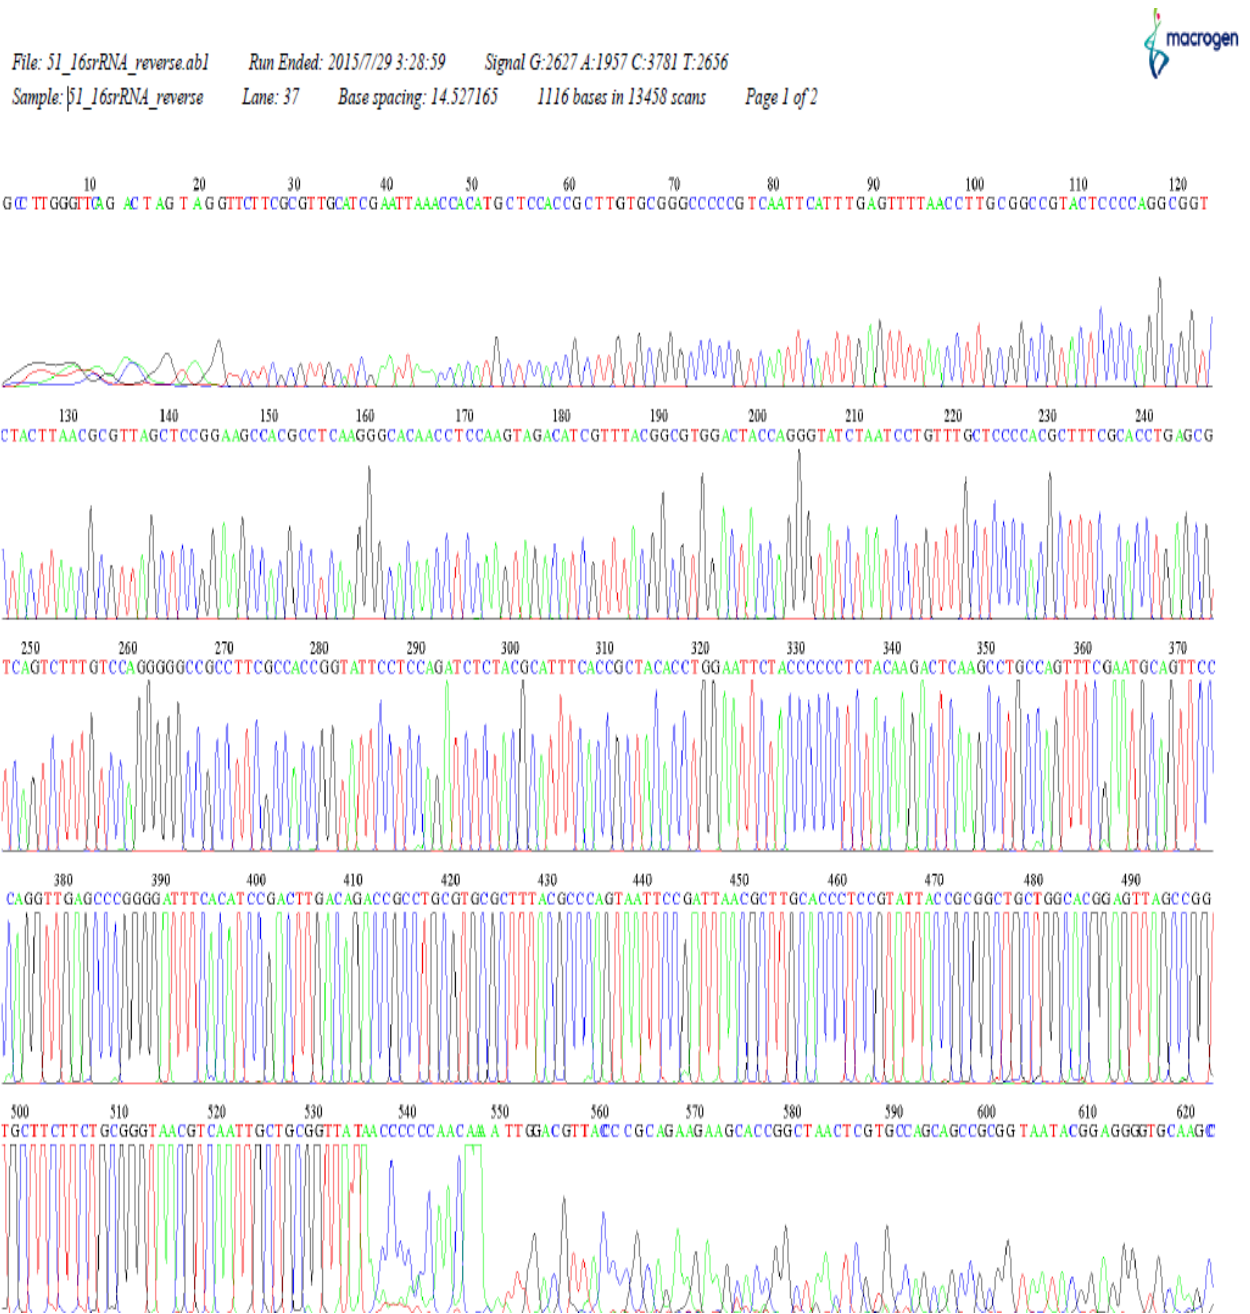 macrogen
File: 51_16srRNA_reverse.ab1 Run Ended: 2015/7/29 3:28:59 Signal G:2627 A:1957 C:3781 T:2656
Sample: 51_16srRNA_reverse Lane: 37 Base spacing: 14.527165 1116 bases in 13458 scans Page 1 of 2
10 20 30 40 50 60 70 80 90 100 110 120
GCC TTGGGTTCAG ACTAGTAGGTTCTTCGCGTTGCATCGAATTAAACCACATGCTCCACCGCTTGTGCGGGCCCCCGTCAATTCATTTGAGTTTTAACCTTGCGGCCGTACTCCCCAGGCGGT
130 140 150 160 170 180 190 200 210 220 230 240
CTACTTAACGCGTTAGCTCCGGAAGCCACGCCTCAAGGGCACAACCTCCAAGTAGACATCGTTTACGGCGTGGACTACCAGGGTATCTAATCCTGTTTGCTCCCCACGCTTTCGCACCTGAGCG
250 260 270 280 290 300 310 320 330 340 350 360 370
TCAGTCTTTGTCCAGGGGGCCGCCTTCGCCACCGGTATTCCTCCAGATCTCTACGCATTTCACCGCTACACCTGGAATTCTACCCCCCTCTACAAGACTCAAGCCTGCCAGTTTCGAATGCAGTTCC
380 390 400 410 420 430 440 450 460 470 480 490
CAGGTTGAGCCCGGGGATTTCACATCCGACTTGACAGACCGCCTGCGTGCGCTTTACGCCCAGTAATTCCGATTAACGCTTGCACCCTCCGTATTACCGCGGCTGCTGGCACGGAGTTAGCCGG
500 510 520 530 540 550 560 570 580 590 600 610 620
TGCTTCTTCTGCGGGTAACGTCAATTGCTGCGGTTATAACCCCCCAACAAA ATTGGACGTTACCCGCAGAAGAAGCACCGGCTAACTCGTGCCAGCAGCCGCGGTAATACGGAGGGGTGCAAGC